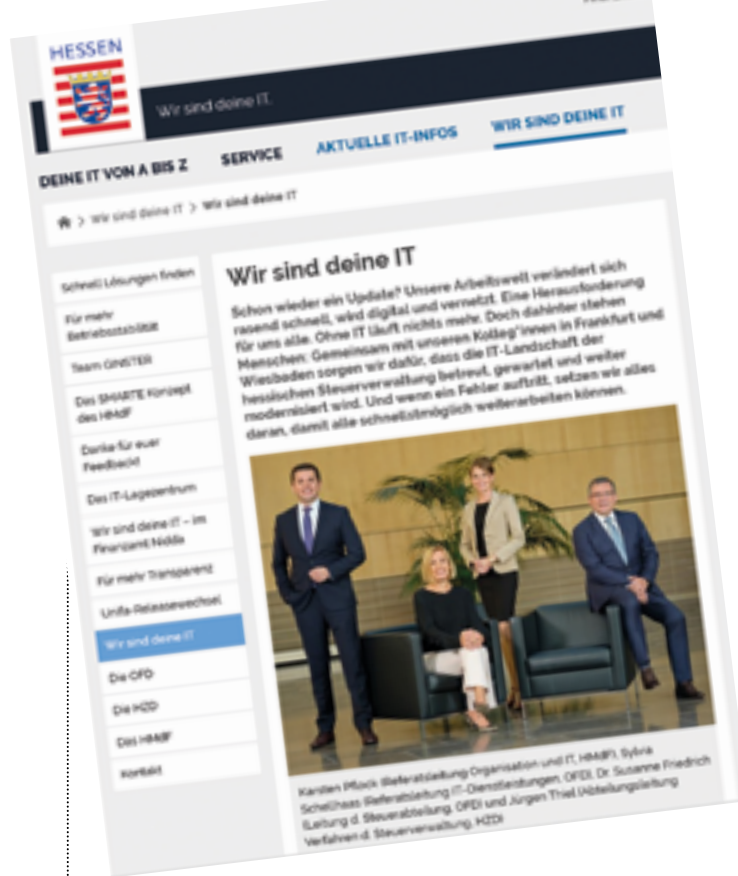 HESSEN
Wir sind deine IT.
DEINE IT VON A BIS Z
SERVICE
AKTUELLE IT-INFOS
WIR SIND DEINE IT
> Wir sind deine IT > Wir sind deine IT
Schnell Lösungen finden
Für mehr
Betriebsstabilität
Team GINSTER
Das SMARTE Konzept
des HMdF
Danke für euer
Feedback!
Das IT-Lagezentrum
Wir sind deine IT – im
Finanzamt Nidda
Für mehr Transparenz
Unifa-Releasewechsel
Wir sind deine IT
Die OFD
Die HZD
Das HMdF
Kontakt
Wir sind deine IT
Schon wieder ein Update? Unsere Arbeitswelt verändert sich
rasend schnell, wird digital und vernetzt. Eine Herausforderung
für uns alle. Ohne IT läuft nichts mehr. Doch dahinter stehen
Menschen: Gemeinsam mit unseren Kolleg*innen in Frankfurt und
Wiesbaden sorgen wir dafür, dass die IT-Landschaft der
hessischen Steuerverwaltung betreut, gewartet und weiter
modernisiert wird. Und wenn ein Fehler auftritt, setzen wir alles
daran, damit alle schnellstmöglich weiterarbeiten können.
Karsten Pflock (Referatsleitung Organisation und IT, HMdF), Sylvia
Schellhaas (Referatsleitung IT-Dienstleistungen, OFD), Dr. Susanne Friedrich
(Leitung d. Steuerabteilung, OFD) und Jürgen Thiel (Abteilungsleitung
Verfahren d. Steuerverwaltung, HZD)